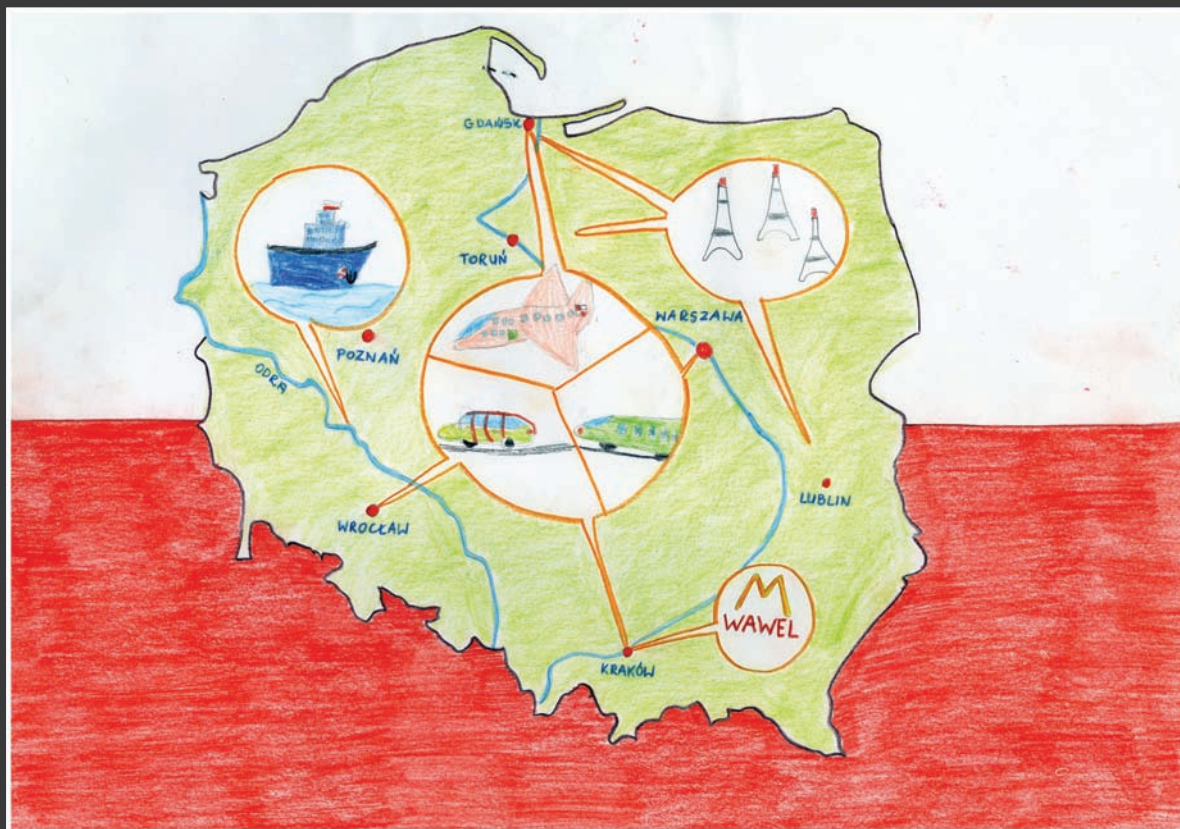 GDAŃSK
TORUŃ
WARSZAWA
POZNAŃ
ODRA
LUBLIN
WROCŁAW
M
WAWEL
KRAKÓW